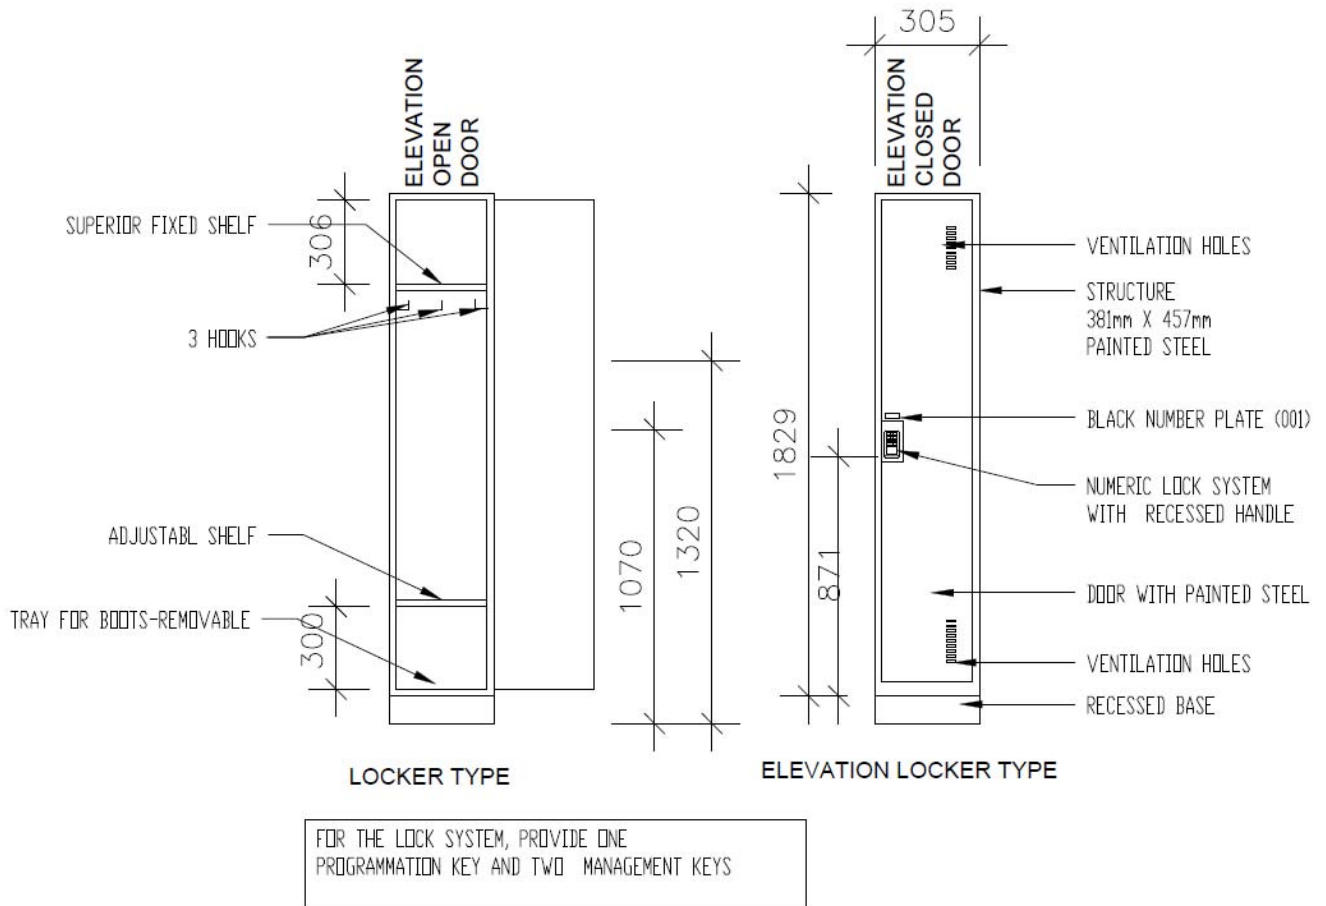 305
ELEVATION
OPEN
DOOR
ELEVATION
CLOSED
DOOR
SUPERIOR FIXED SHELF
306
3 HOOKS
ADJUSTABL SHELF
TRAY FOR BOOTS-REMOVABLE
300
1070
1320
1829
871
VENTILATION HOLES
STRUCTURE
381mm X 457mm
PAINTED STEEL
BLACK NUMBER PLATE (001)
NUMERIC LOCK SYSTEM
WITH RECESSED HANDLE
DOOR WITH PAINTED STEEL
VENTILATION HOLES
RECESSED BASE
LOCKER TYPE
ELEVATION LOCKER TYPE
FOR THE LOCK SYSTEM, PROVIDE ONE
PROGRAMMATION KEY AND TWO MANAGEMENT KEYS